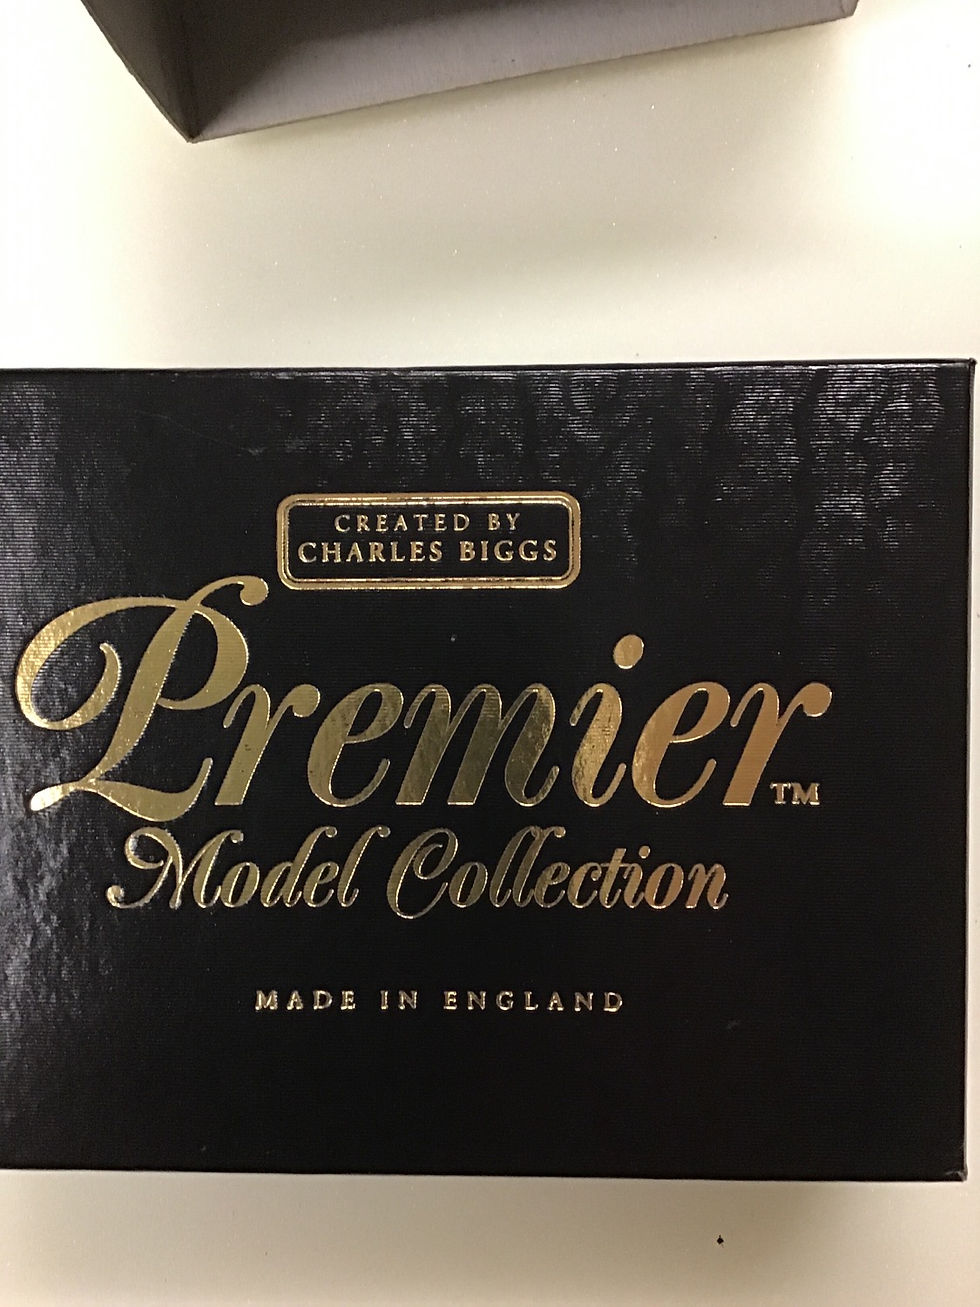 CREATED BY
CHARLES BIGGS
Premier™
Model Collection
MADE IN ENGLAND